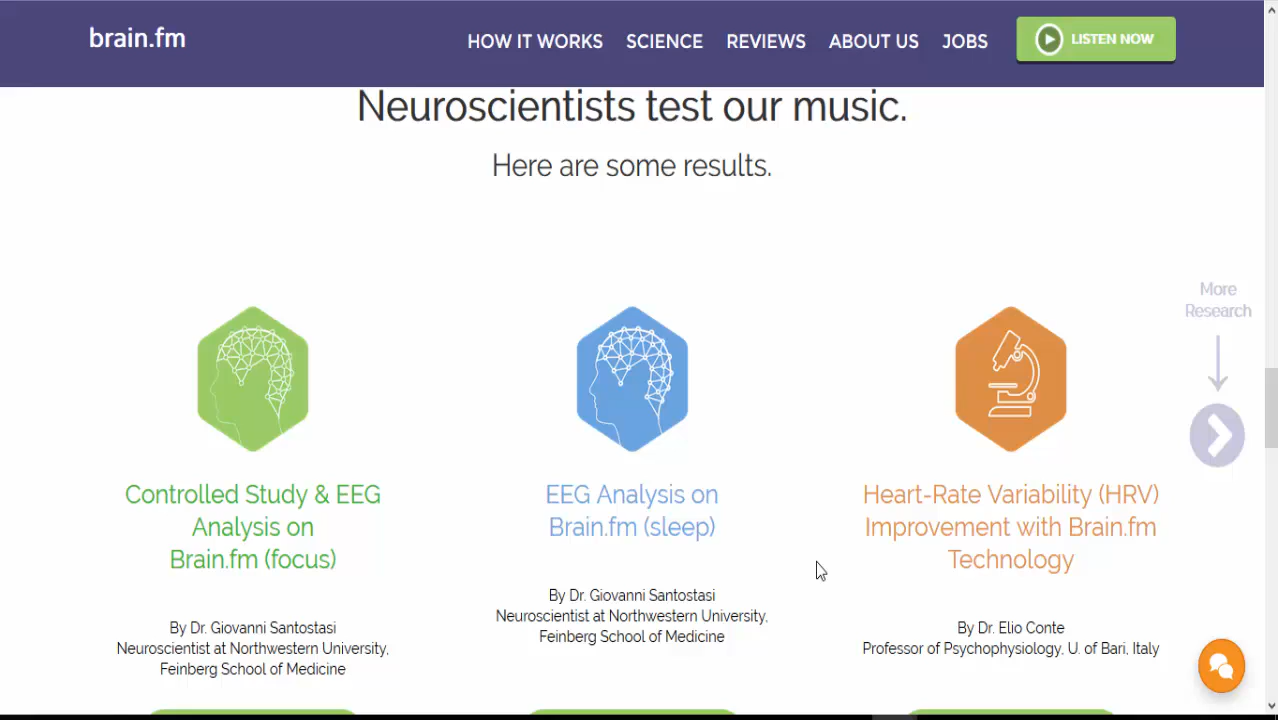 brain.fm
HOW IT WORKS
SCIENCE
REVIEWS
ABOUT US
JOBS
LISTEN NOW
Neuroscientists test our music.
Here are some results.
More
Research
Controlled Study & EEG
Analysis on
Brain.fm (focus)
By Dr. Giovanni Santostasi
Neuroscientist at Northwestern University,
Feinberg School of Medicine
EEG Analysis on
Brain.fm (sleep)
By Dr. Giovanni Santostasi
Neuroscientist at Northwestern University,
Feinberg School of Medicine
Heart-Rate Variability (HRV)
Improvement with Brain.fm
Technology
By Dr. Elio Conte
Professor of Psychophysiology, U. of Bari, Italy